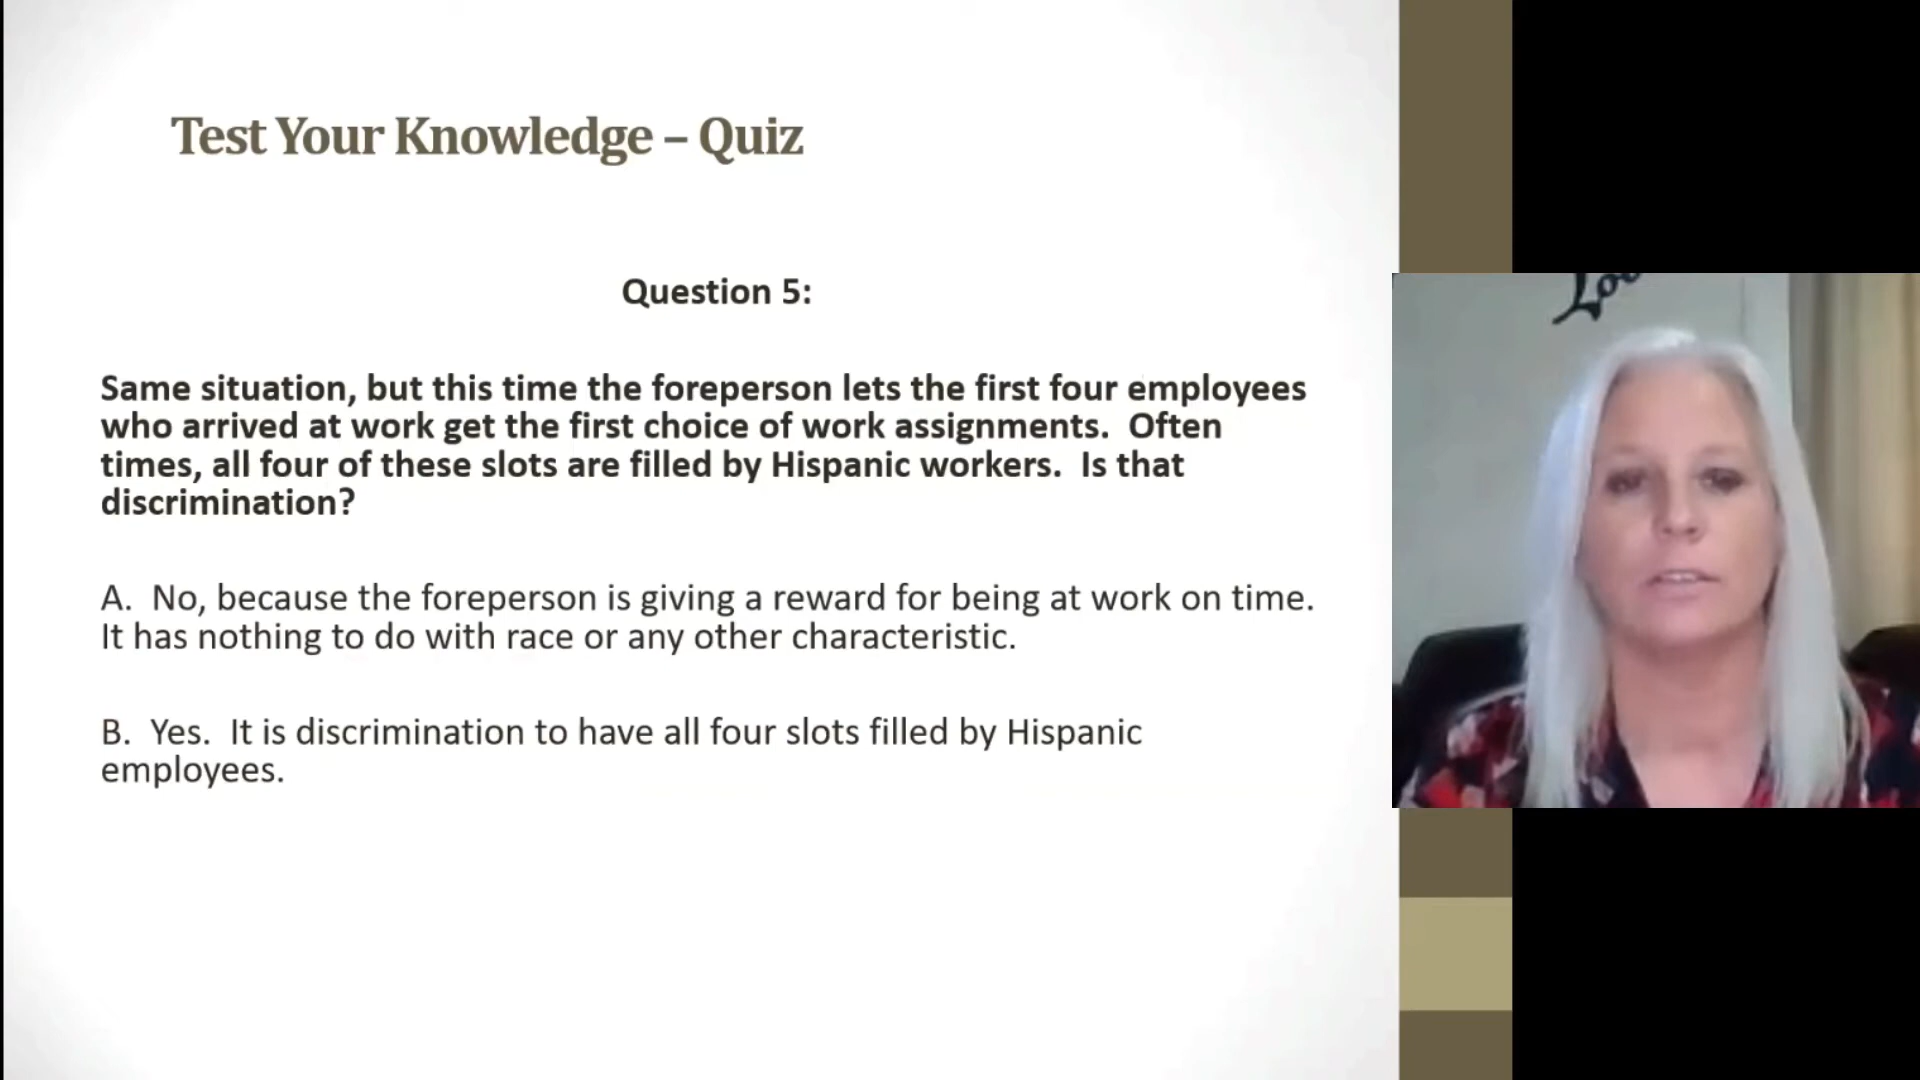 Test Your Knowledge – Quiz
Question 5:
Same situation, but this time the foreperson lets the first four employees
who arrived at work get the first choice of work assignments.  Often
times, all four of these slots are filled by Hispanic workers.  Is that
discrimination?
A.  No, because the foreperson is giving a reward for being at work on time.
It has nothing to do with race or any other characteristic.
B.  Yes.  It is discrimination to have all four slots filled by Hispanic
employees.